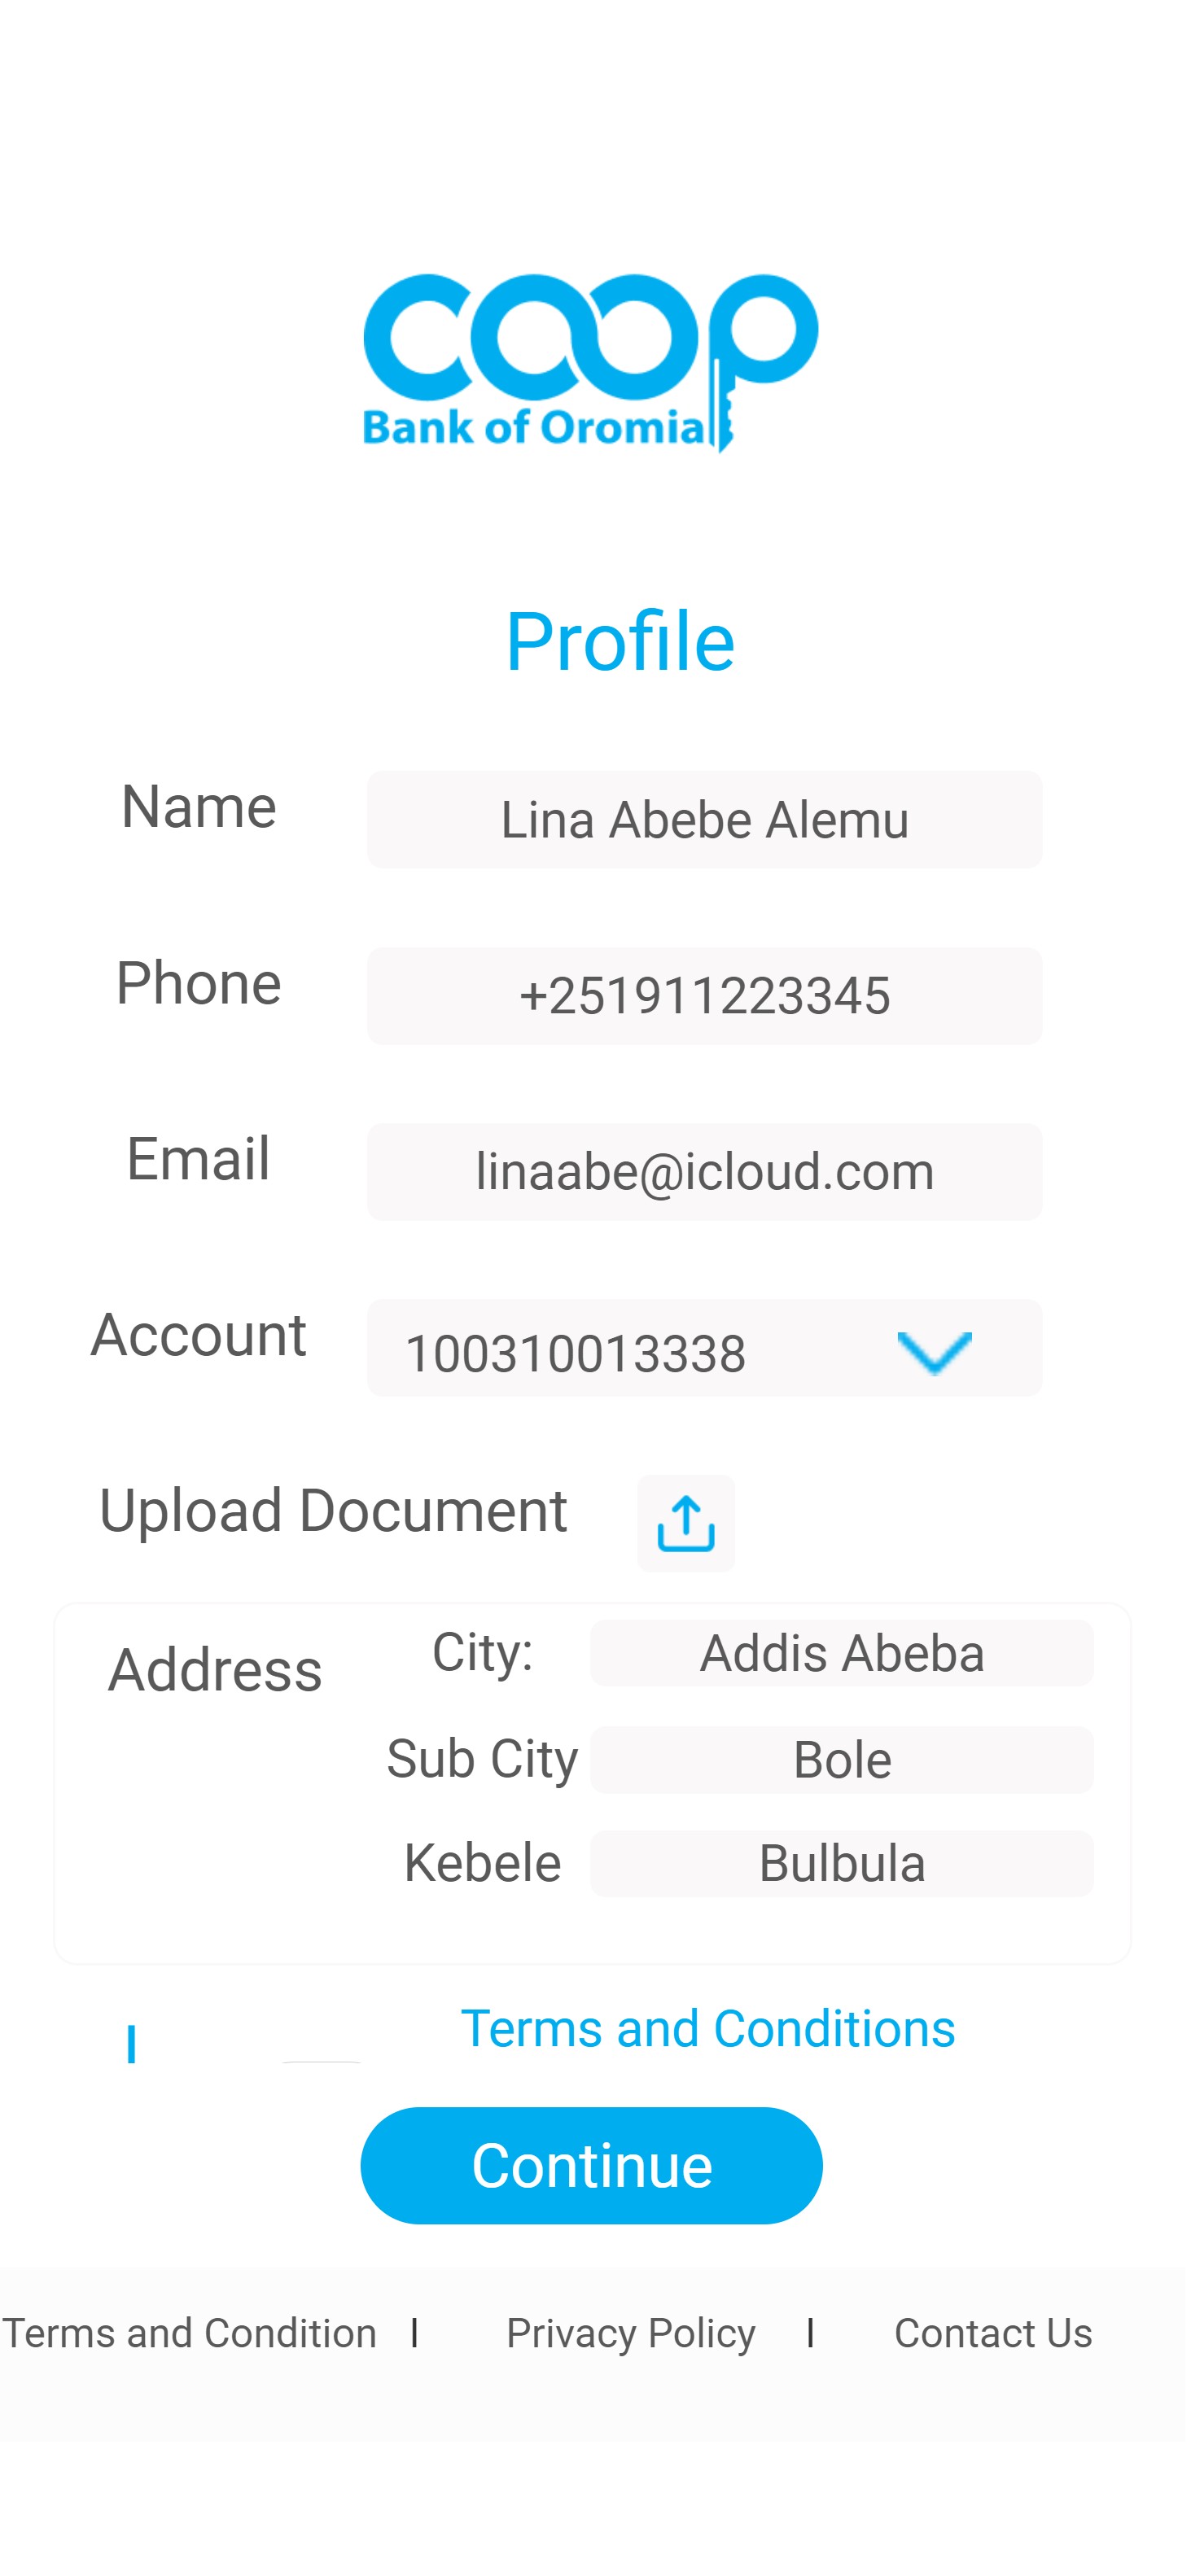 coop
Bank of Oromia
Profile
Name Lina Abebe Alemu
Phone +251911223345
Email linaabe@icloud.com
Account 100310013338
Upload Document
Address City: Addis Abeba
Sub City Bole
Kebele Bulbula
Terms and Conditions
Continue
Terms and Condition | Privacy Policy | Contact Us